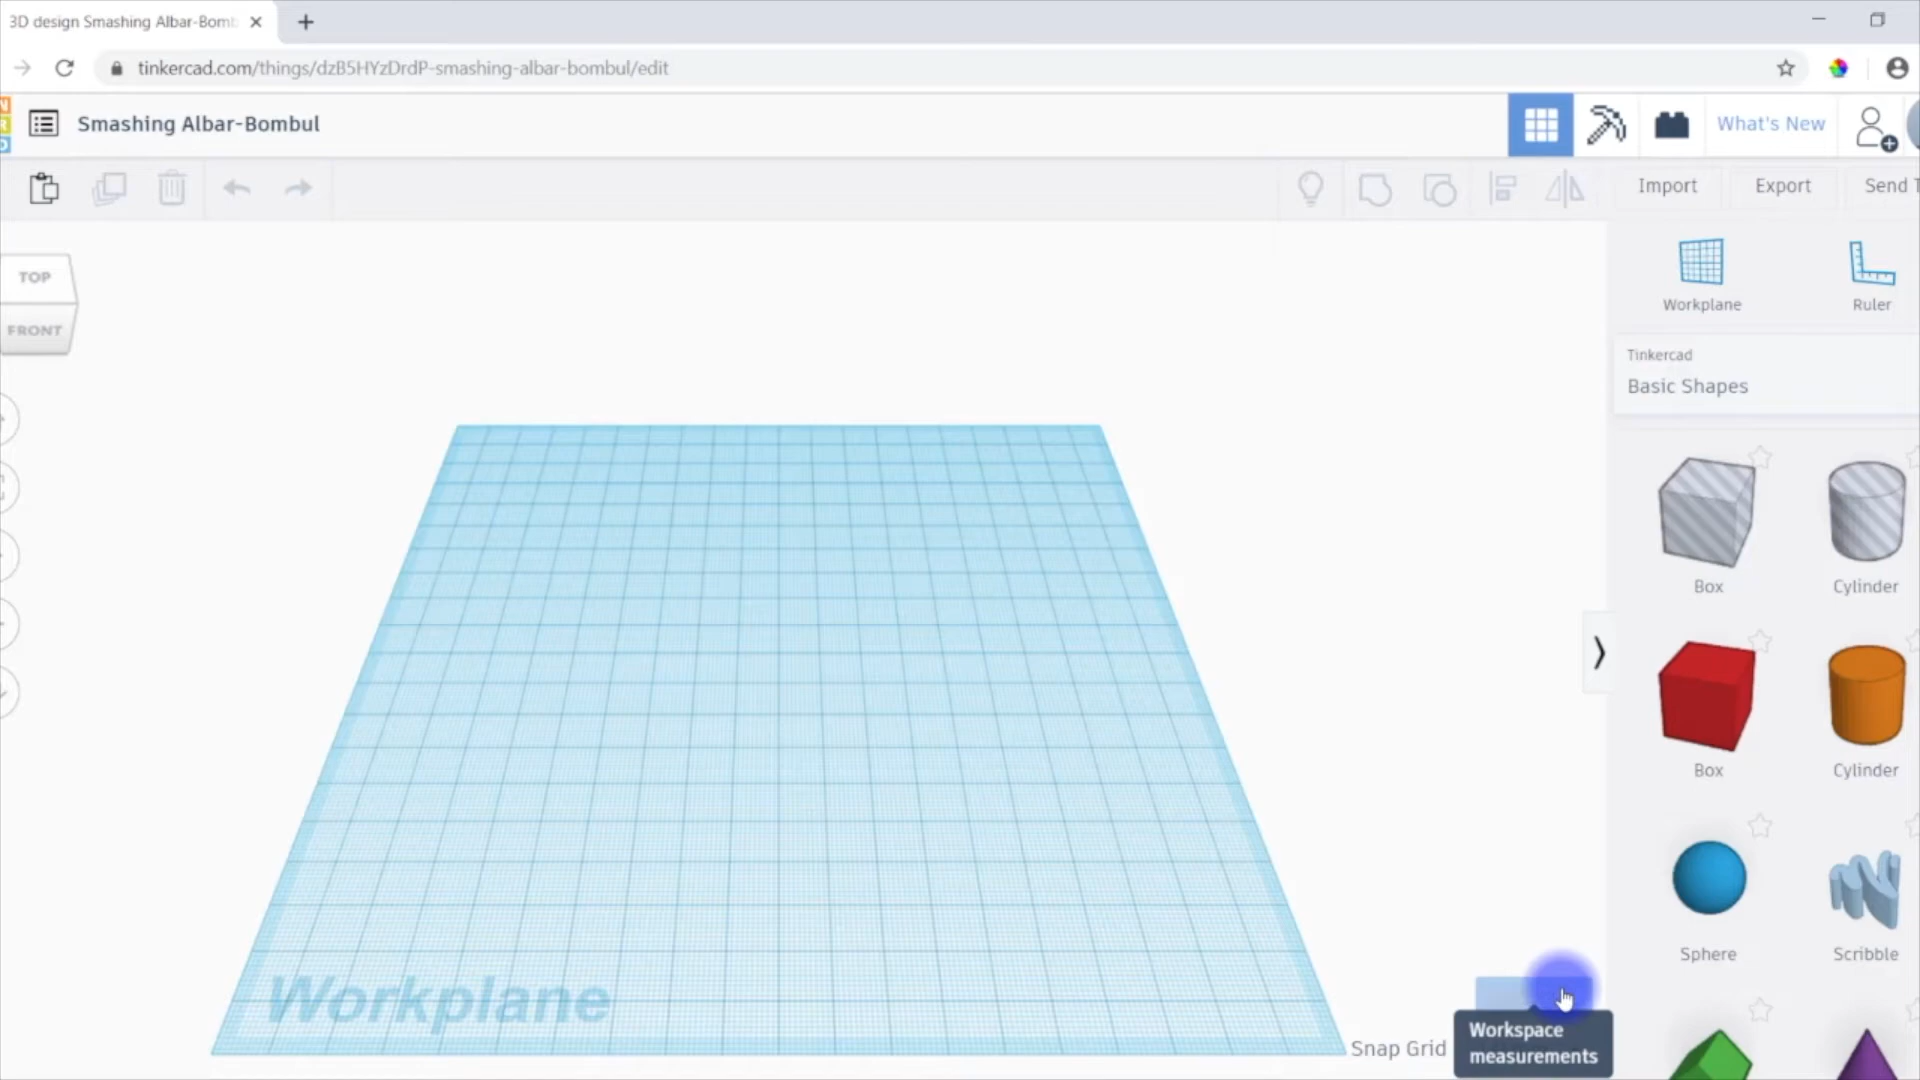 3D design Smashing Albar-Bomb
tinkercad.com/things/dzB5HYzDrdP-smashing-albar-bombul/edit
Smashing Albar-Bombul
What's New
Import
Export
Send T
TOP
FRONT
Workplane
Ruler
Tinkercad
Basic Shapes
Box
Cylinder
Box
Cylinder
Sphere
Scribble
Workplane
Snap Grid
Workspace
measurements